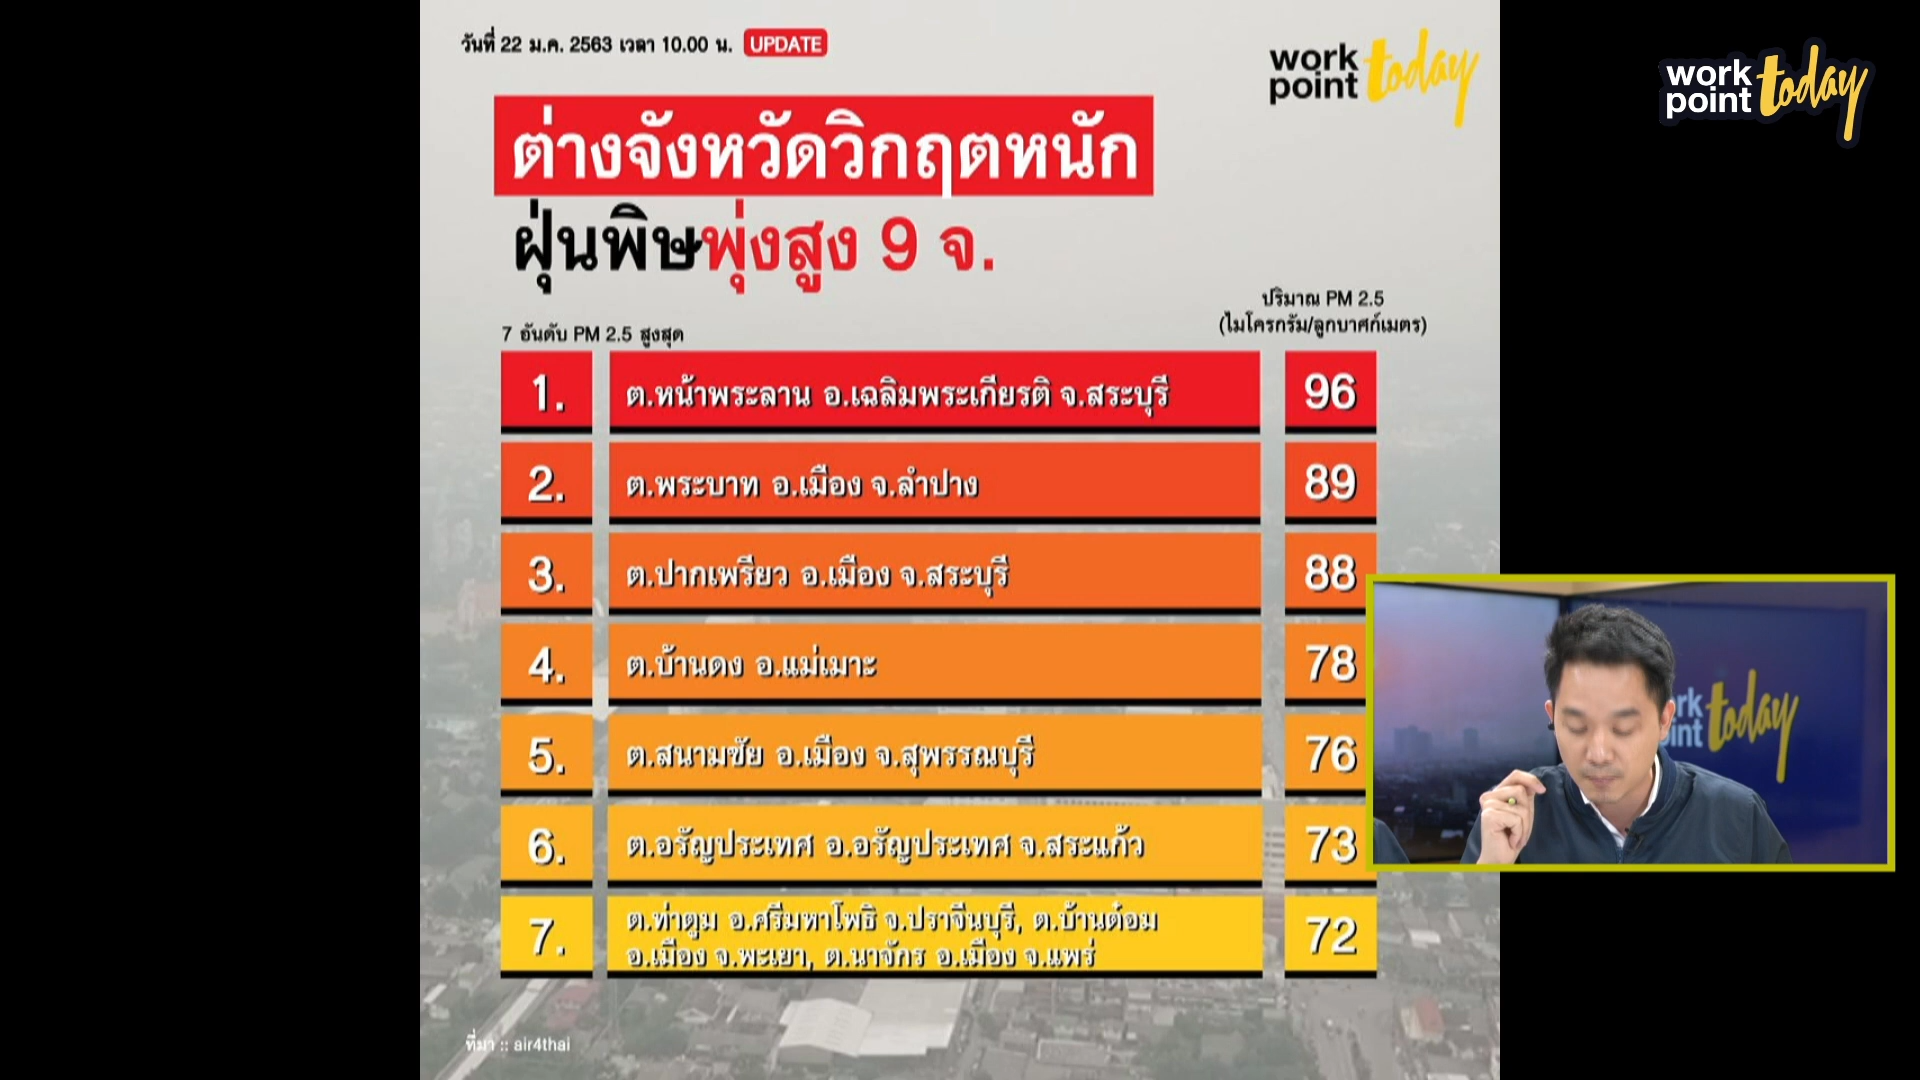 วันที่ 22 ม.ค. 2563 เวลา 10.00 น. UPDATE
work
point today
work
point today
ต่างจังหวัดวิกฤตหนัก
ฝุ่นพิษพุ่งสูง 9 จ.
ปริมาณ PM 2.5
(ไมโครกรัม/ลูกบาศก์เมตร)
7 อันดับ PM 2.5 สูงสุด
1. ต.หน้าพระลาน อ.เฉลิมพระเกียรติ จ.สระบุรี 96
2. ต.พระบาท อ.เมือง จ.ลำปาง 89
3. ต.ปากเพรียว อ.เมือง จ.สระบุรี 88
4. ต.บ้านดง อ.แม่เมาะ 78
5. ต.สนามชัย อ.เมือง จ.สุพรรณบุรี 76
6. ต.อรัญประเทศ อ.อรัญประเทศ จ.สระแก้ว 73
7. ต.ท่าตูม อ.ศรีมหาโพธิ จ.ปราจีนบุรี, ต.บ้านต๋อม
อ.เมือง จ.พะเยา, ต.นาจักร อ.เมือง จ.แพร่ 72
rk
int today
ที่มา :: air4thai